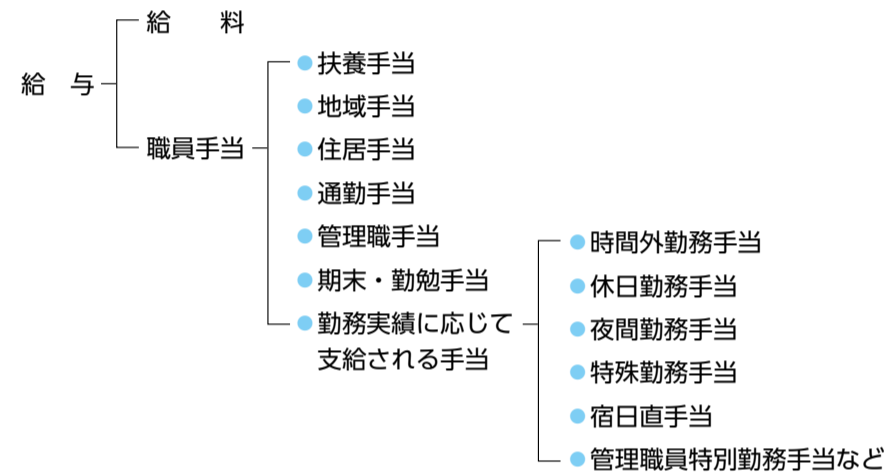 給　与
給　　料
職員手当
扶養手当
地域手当
住居手当
通勤手当
管理職手当
期末・勤勉手当
勤務実績に応じて
支給される手当
時間外勤務手当
休日勤務手当
夜間勤務手当
特殊勤務手当
宿日直手当
管理職員特別勤務手当など